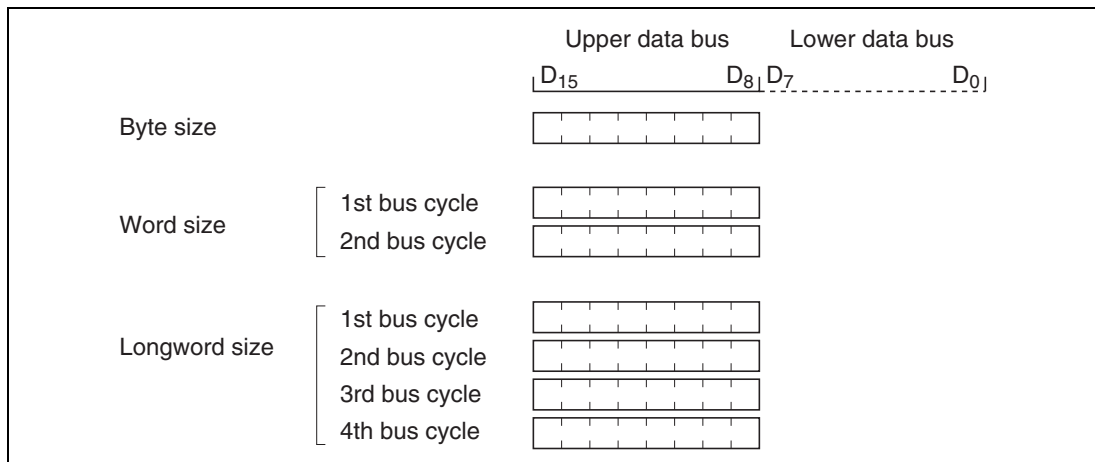 Upper data bus Lower data bus
D15 D8 D7 D0
Byte size
1st bus cycle
Word size
2nd bus cycle
1st bus cycle
Longword size
2nd bus cycle
3rd bus cycle
4th bus cycle